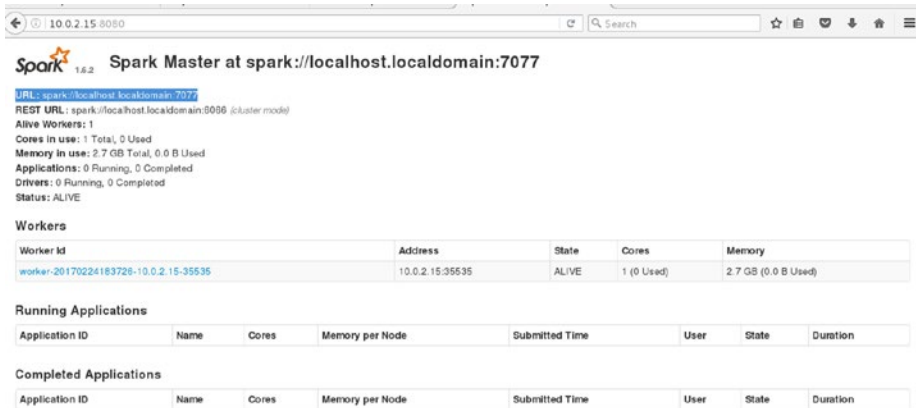 10.0.2.15:8080
Search
Spark 1.6.2 Spark Master at spark://localhost.localdomain:7077
URL: spark://localhost.localdomain:7077
REST URL: spark://localhost.localdomain:6066 (cluster mode)
Alive Workers: 1
Cores in use: 1 Total, 0 Used
Memory in use: 2.7 GB Total, 0.0 B Used
Applications: 0 Running, 0 Completed
Drivers: 0 Running, 0 Completed
Status: ALIVE
Workers
Worker Id Address State Cores Memory
worker-20170224183726-10.0.2.15-35535 10.0.2.15:35535 ALIVE 1 (0 Used) 2.7 GB (0.0 B Used)
Running Applications
Application ID Name Cores Memory per Node Submitted Time User State Duration
Completed Applications
Application ID Name Cores Memory per Node Submitted Time User State Duration